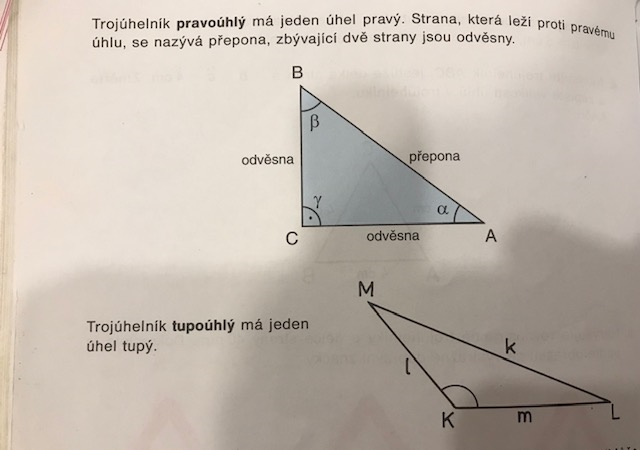 Trojúhelník pravoúhlý má jeden úhel pravý. Strana, která leží proti pravému
úhlu, se nazývá přepona, zbývající dvě strany jsou odvěsny.
B
β
odvěsna
přepona
γ
α
C
odvěsna
A
M
Trojúhelník tupoúhlý má jeden
úhel tupý.
k
l
K
m
L